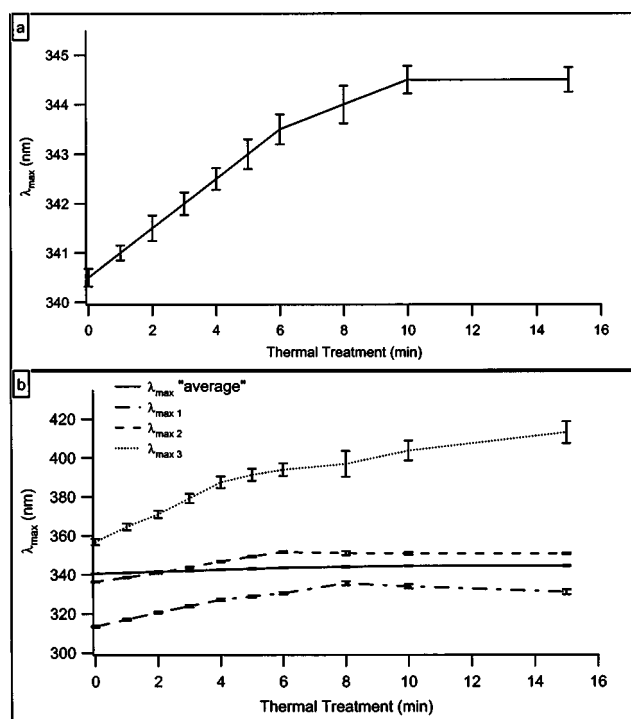 a
345
344
343
342
341
340
λmax (nm)
0 2 4 6 8 10 12 14 16
Thermal Treatment (min)
b
λmax "average"
λmax 1
λmax 2
λmax 3
420
400
380
360
340
320
300
λmax (nm)
0 2 4 6 8 10 12 14 16
Thermal Treatment (min)